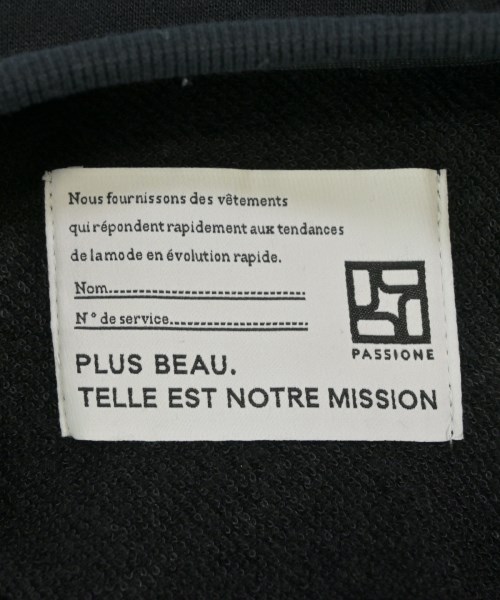 Nous fournissons des vêtements
qui répondent rapidement aux tendances
de la mode en évolution rapide.
Nom
N° de service
PASSIONE
PLUS BEAU.
TELLE EST NOTRE MISSION